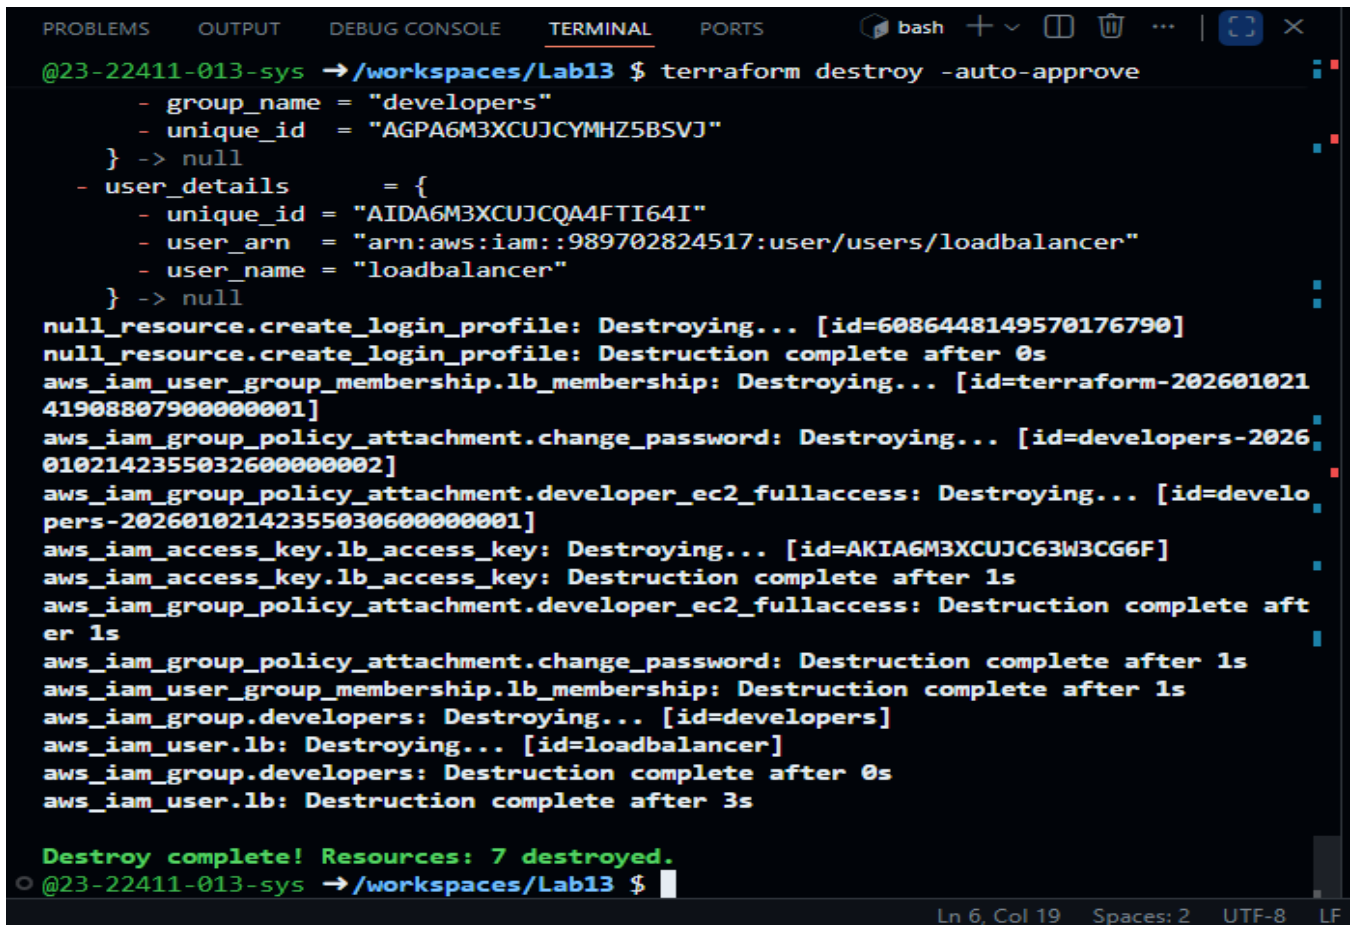 PROBLEMS OUTPUT DEBUG CONSOLE TERMINAL PORTS bash
@23-22411-013-sys ➜ /workspaces/Lab13 $ terraform destroy -auto-approve
- group_name = "developers"
- unique_id  = "AGPA6M3XCUJCYMHZ5BSVJ"
} -> null
- user_details      = {
- unique_id = "AIDA6M3XCUJCQA4FTI64I"
- user_arn  = "arn:aws:iam::989702824517:user/users/loadbalancer"
- user_name = "loadbalancer"
} -> null
null_resource.create_login_profile: Destroying... [id=6086448149570176790]
null_resource.create_login_profile: Destruction complete after 0s
aws_iam_user_group_membership.lb_membership: Destroying... [id=terraform-202601021
41908807900000001]
aws_iam_group_policy_attachment.change_password: Destroying... [id=developers-2026
0102142355032600000002]
aws_iam_group_policy_attachment.developer_ec2_fullaccess: Destroying... [id=develo
pers-20260102142355030600000001]
aws_iam_access_key.lb_access_key: Destroying... [id=AKIA6M3XCUJC63W3CG6F]
aws_iam_access_key.lb_access_key: Destruction complete after 1s
aws_iam_group_policy_attachment.developer_ec2_fullaccess: Destruction complete aft
er 1s
aws_iam_group_policy_attachment.change_password: Destruction complete after 1s
aws_iam_user_group_membership.lb_membership: Destruction complete after 1s
aws_iam_group.developers: Destroying... [id=developers]
aws_iam_user.lb: Destroying... [id=loadbalancer]
aws_iam_group.developers: Destruction complete after 0s
aws_iam_user.lb: Destruction complete after 3s
Destroy complete! Resources: 7 destroyed.
@23-22411-013-sys ➜ /workspaces/Lab13 $
Ln 6, Col 19 Spaces: 2 UTF-8 LF